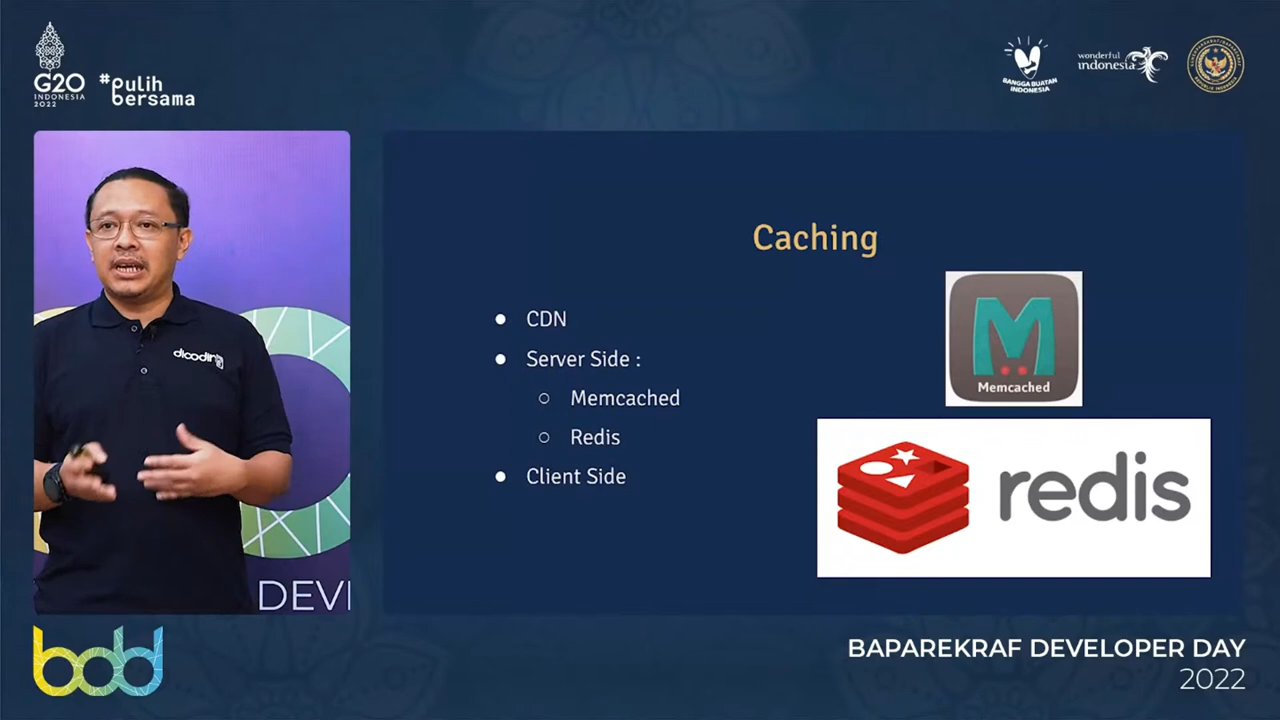 G20
INDONESIA
2022
#pulih
bersama
BANGGA BUATAN
INDONESIA
wonderful
indonesia
dicoding
DEVE
Caching
● CDN
● Server Side :
○ Memcached
○ Redis
● Client Side
Memcached
redis
bdd
BAPAREKRAF DEVELOPER DAY
2022